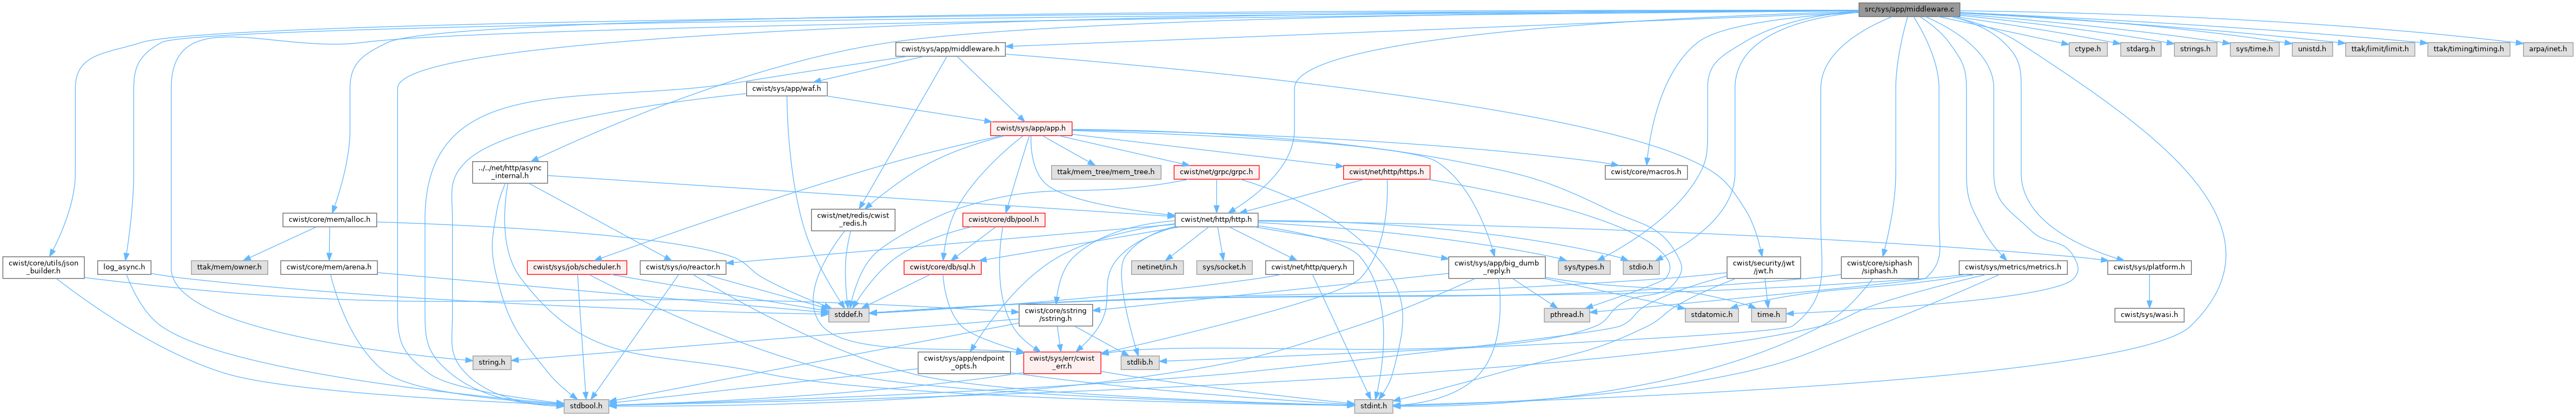 src/sys/app/middleware.c
cwist/sys/app/middleware.h
ctype.h
stdarg.h
strings.h
sys/time.h
unistd.h
ttak/limit/limit.h
ttak/timing/timing.h
arpa/inet.h
cwist/sys/app/waf.h
cwist/sys/app/app.h
../../net/http/async
_internal.h
ttak/mem_tree/mem_tree.h
cwist/net/grpc/grpc.h
cwist/net/http/https.h
cwist/core/macros.h
cwist/core/mem/alloc.h
cwist/net/redis/cwist
_redis.h
cwist/core/db/pool.h
cwist/net/http/http.h
cwist/core/utils/json
_builder.h
log_async.h
ttak/mem/owner.h
cwist/core/mem/arena.h
cwist/sys/job/scheduler.h
cwist/sys/io/reactor.h
cwist/core/db/sql.h
netinet/in.h
sys/socket.h
cwist/net/http/query.h
cwist/sys/app/big_dumb
_reply.h
sys/types.h
stdio.h
cwist/security/jwt
/jwt.h
cwist/core/siphash
/siphash.h
cwist/sys/metrics/metrics.h
cwist/sys/platform.h
stddef.h
cwist/core/sstring
/sstring.h
pthread.h
stdatomic.h
time.h
cwist/sys/wasi.h
string.h
cwist/sys/app/endpoint
_opts.h
cwist/sys/err/cwist
_err.h
stdlib.h
stdbool.h
stdint.h